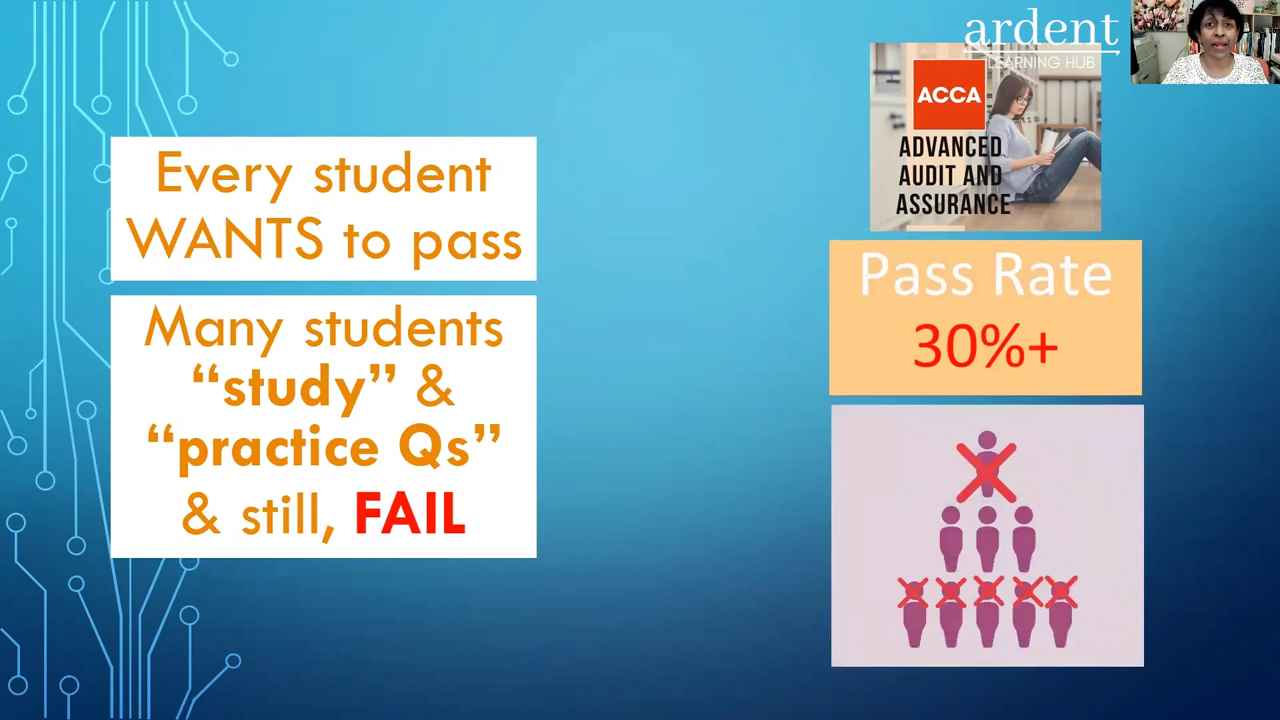 Every student
WANTS to pass
Many students
“study” &
“practice Qs”
& still, FAIL
ardent
LEARNING HUB
ACCA
ADVANCED
AUDIT AND
ASSURANCE
Pass Rate
30%+